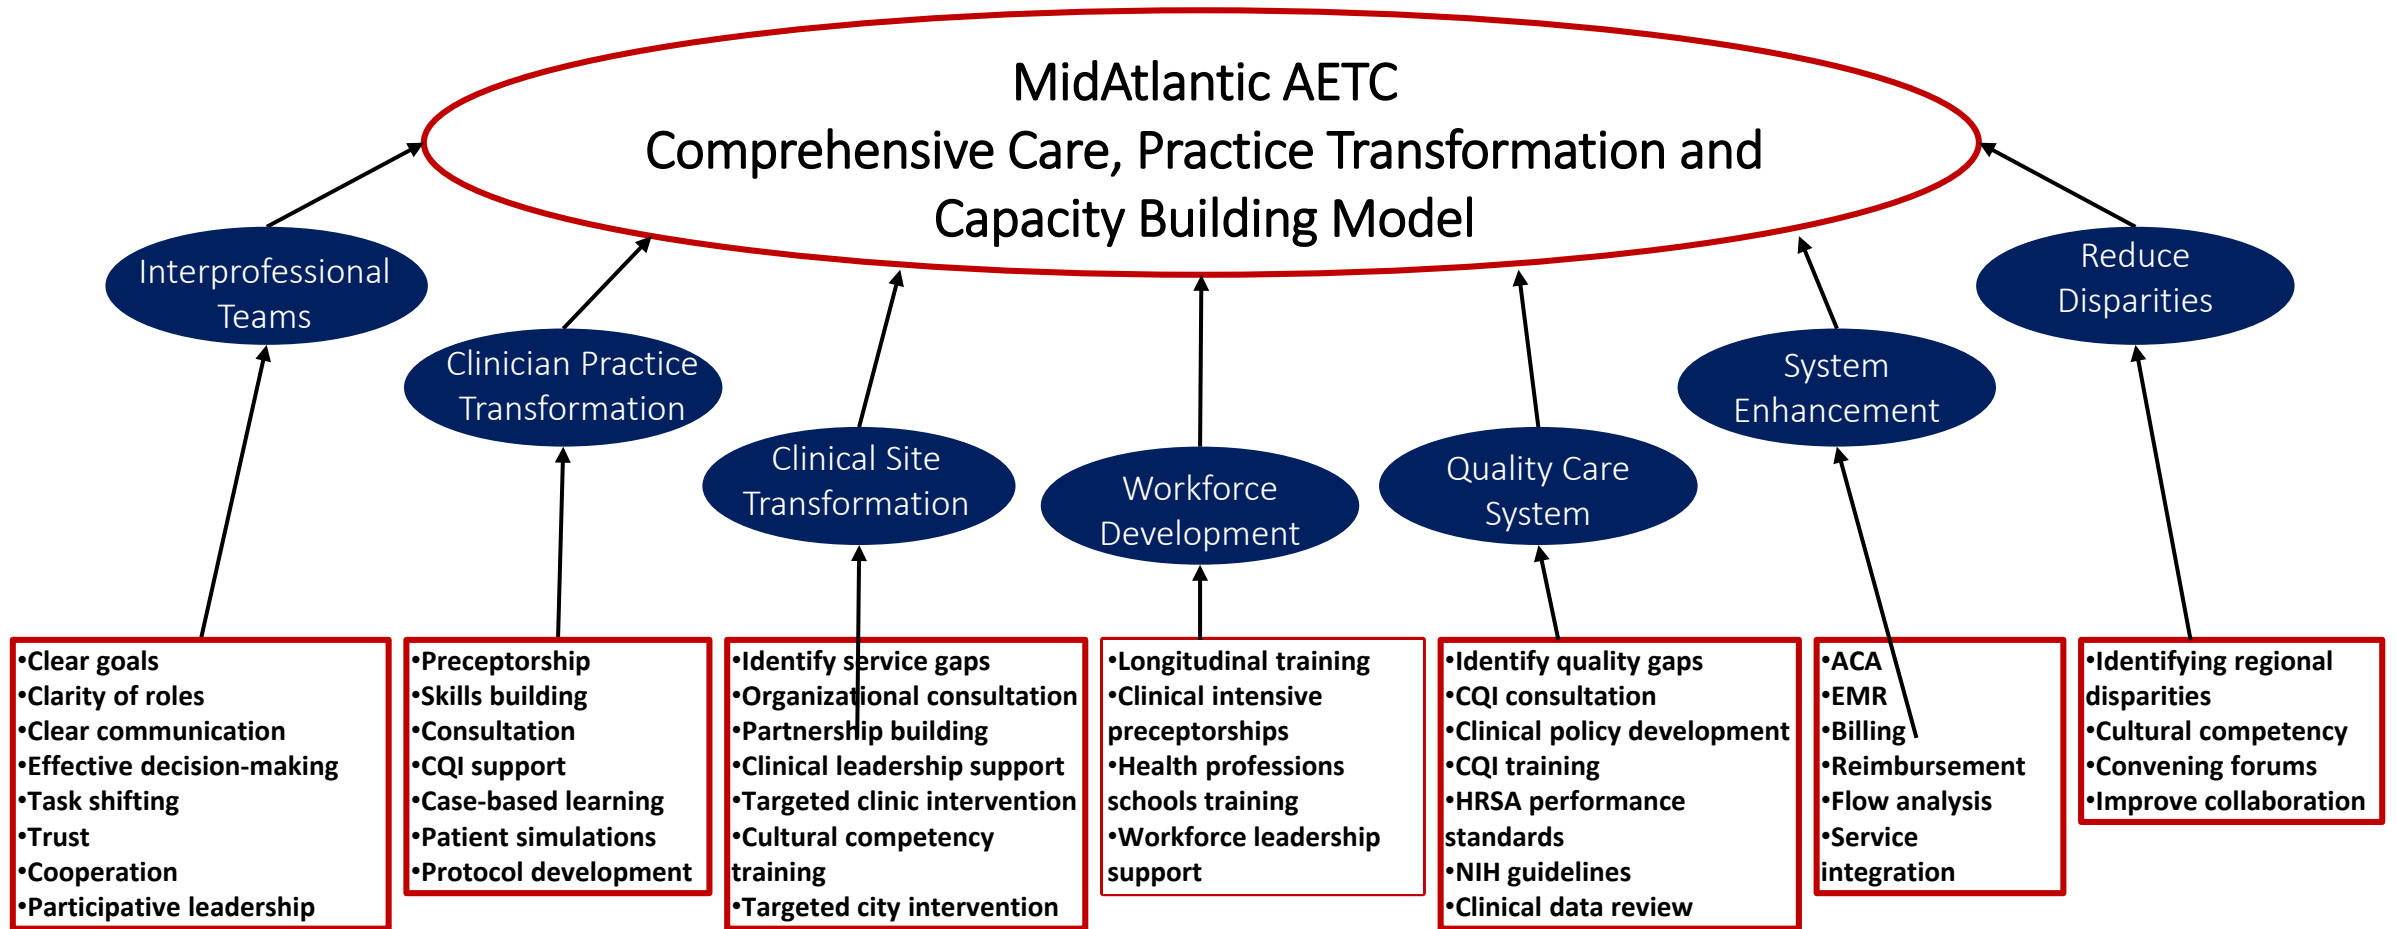 MidAtlantic AETC
Comprehensive Care, Practice Transformation and
Capacity Building Model
Interprofessional
Teams
Clinician Practice
Transformation
Clinical Site
Transformation
Workforce
Development
Quality Care
System
System
Enhancement
Reduce
Disparities
•Clear goals
•Clarity of roles
•Clear communication
•Effective decision-making
•Task shifting
•Trust
•Cooperation
•Participative leadership
•Preceptorship
•Skills building
•Consultation
•CQI support
•Case-based learning
•Patient simulations
•Protocol development
•Identify service gaps
•Organizational consultation
•Partnership building
•Clinical leadership support
•Targeted clinic intervention
•Cultural competency
training
•Targeted city intervention
•Longitudinal training
•Clinical intensive
preceptorships
•Health professions
schools training
•Workforce leadership
support
•Identify quality gaps
•CQI consultation
•Clinical policy development
•CQI training
•HRSA performance
standards
•NIH guidelines
•Clinical data review
•ACA
•EMR
•Billing
•Reimbursement
•Flow analysis
•Service
integration
•Identifying regional
disparities
•Cultural competency
•Convening forums
•Improve collaboration